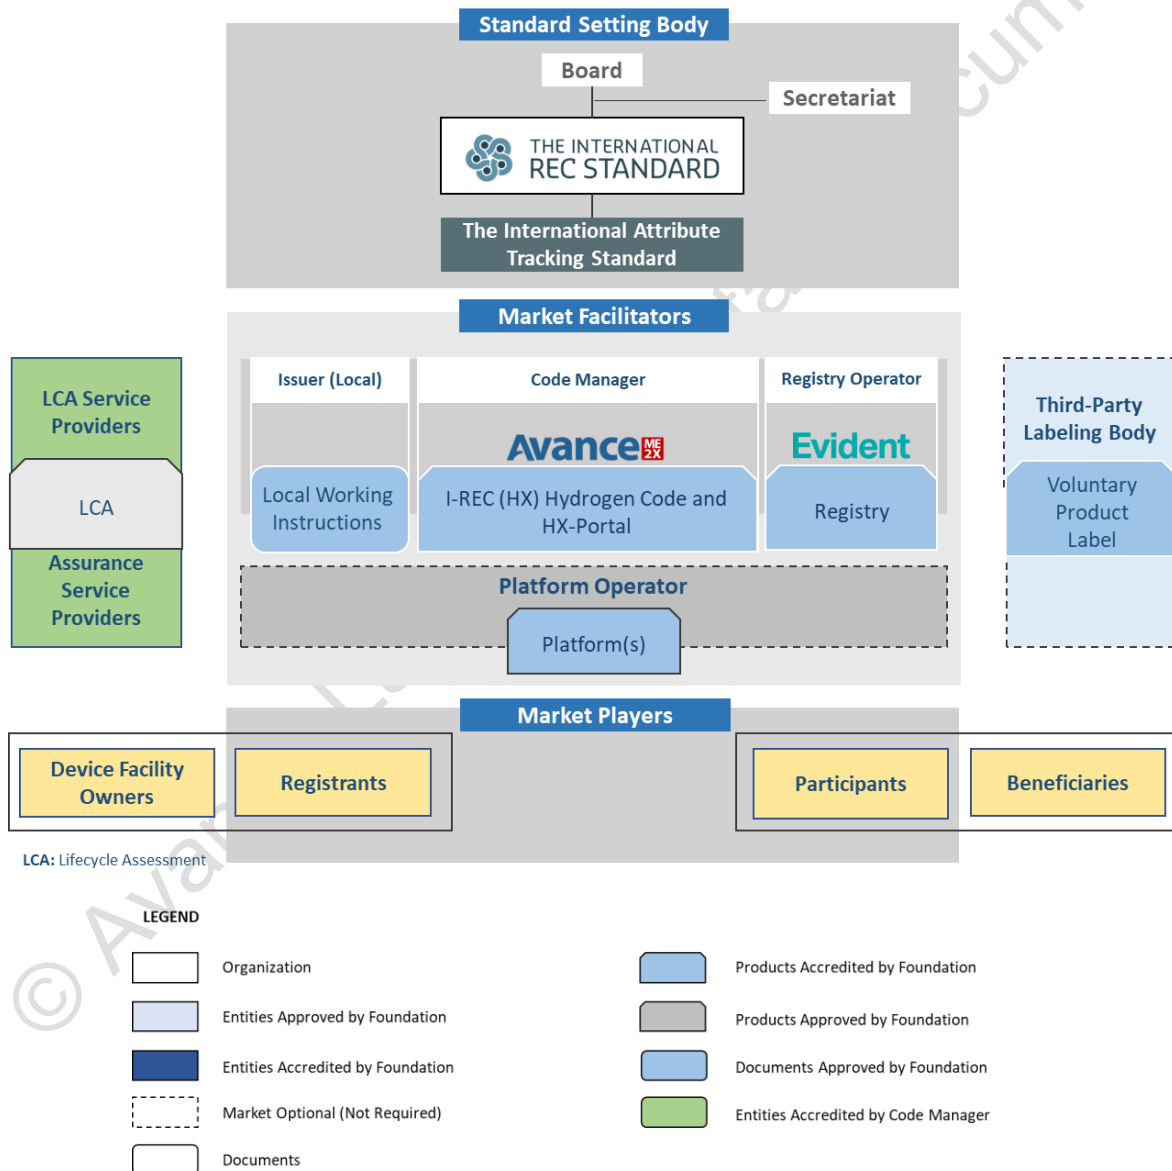 Standard Setting Body
Board
Secretariat
THE INTERNATIONAL
REC STANDARD
The International Attribute
Tracking Standard
Market Facilitators
Issuer (Local)
Code Manager
Registry Operator
LCA Service
Providers
Third-Party
Labeling Body
Avance ME
2X
Evident
LCA
Local Working
Instructions
I-REC (HX) Hydrogen Code and
HX-Portal
Registry
Voluntary
Product
Label
Assurance
Service
Providers
Platform Operator
Platform(s)
Market Players
Device Facility
Owners
Registrants
Participants
Beneficiaries
LCA: Lifecycle Assessment
LEGEND
Organization
Products Accredited by Foundation
Entities Approved by Foundation
Products Approved by Foundation
Entities Accredited by Foundation
Documents Approved by Foundation
Market Optional (Not Required)
Entities Accredited by Code Manager
Documents